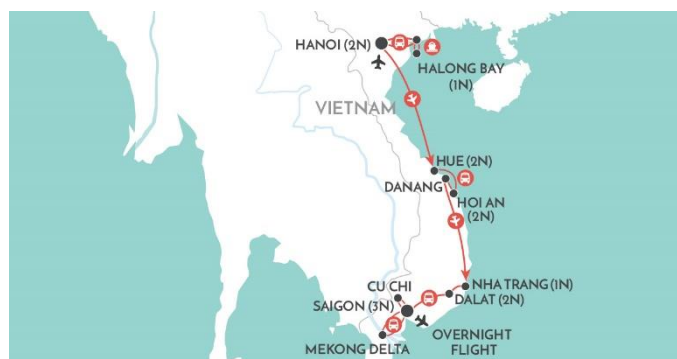 HANOI (2N)
HALONG BAY
(1N)
VIETNAM
HUE (2N)
DANANG
HOI AN
(2N)
NHA TRANG (1N)
CU CHI
DALAT (2N)
SAIGON (3N)
OVERNIGHT
FLIGHT
MEKONG DELTA